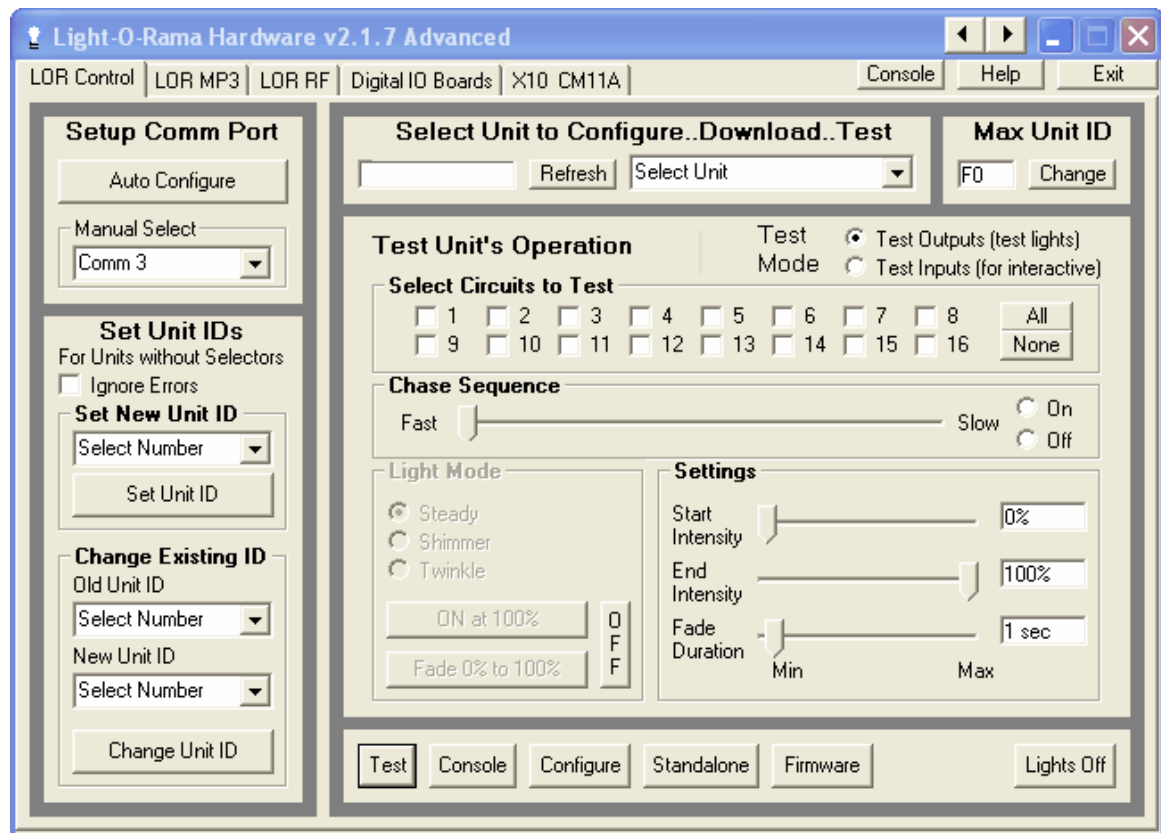 Light-O-Rama Hardware v2.1.7 Advanced
LOR Control LOR MP3 LOR RF Digital IO Boards X10 CM11A Console Help Exit
Setup Comm Port
Auto Configure
Manual Select
Comm 3
Set Unit IDs
For Units without Selectors
Ignore Errors
Set New Unit ID
Select Number
Set Unit ID
Change Existing ID
Old Unit ID
Select Number
New Unit ID
Select Number
Change Unit ID
Select Unit to Configure..Download..Test
Refresh Select Unit
Max Unit ID
F0 Change
Test Unit's Operation
Test Mode
Test Outputs (test lights)
Test Inputs (for interactive)
Select Circuits to Test
1 2 3 4 5 6 7 8 All
9 10 11 12 13 14 15 16 None
Chase Sequence
Fast Slow
On
Off
Light Mode
Steady
Shimmer
Twinkle
ON at 100%
Fade 0% to 100%
OFF
Settings
Start Intensity 0%
End Intensity 100%
Fade Duration 1 sec
Min Max
Test Console Configure Standalone Firmware Lights Off